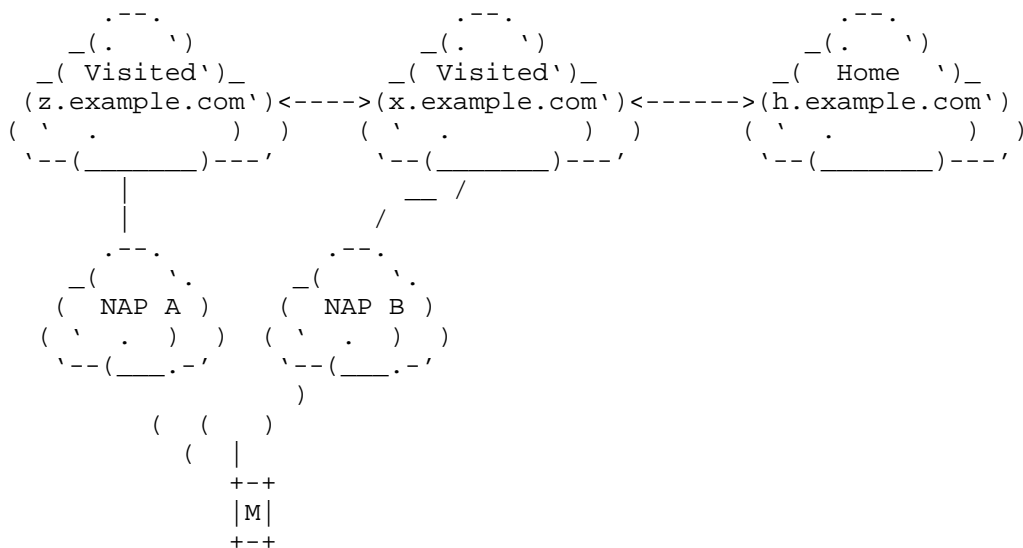 Visited Visited Home
(z.example.com‘)<---->(x.example.com‘)<------>(h.example.com‘)
NAP A NAP B
M